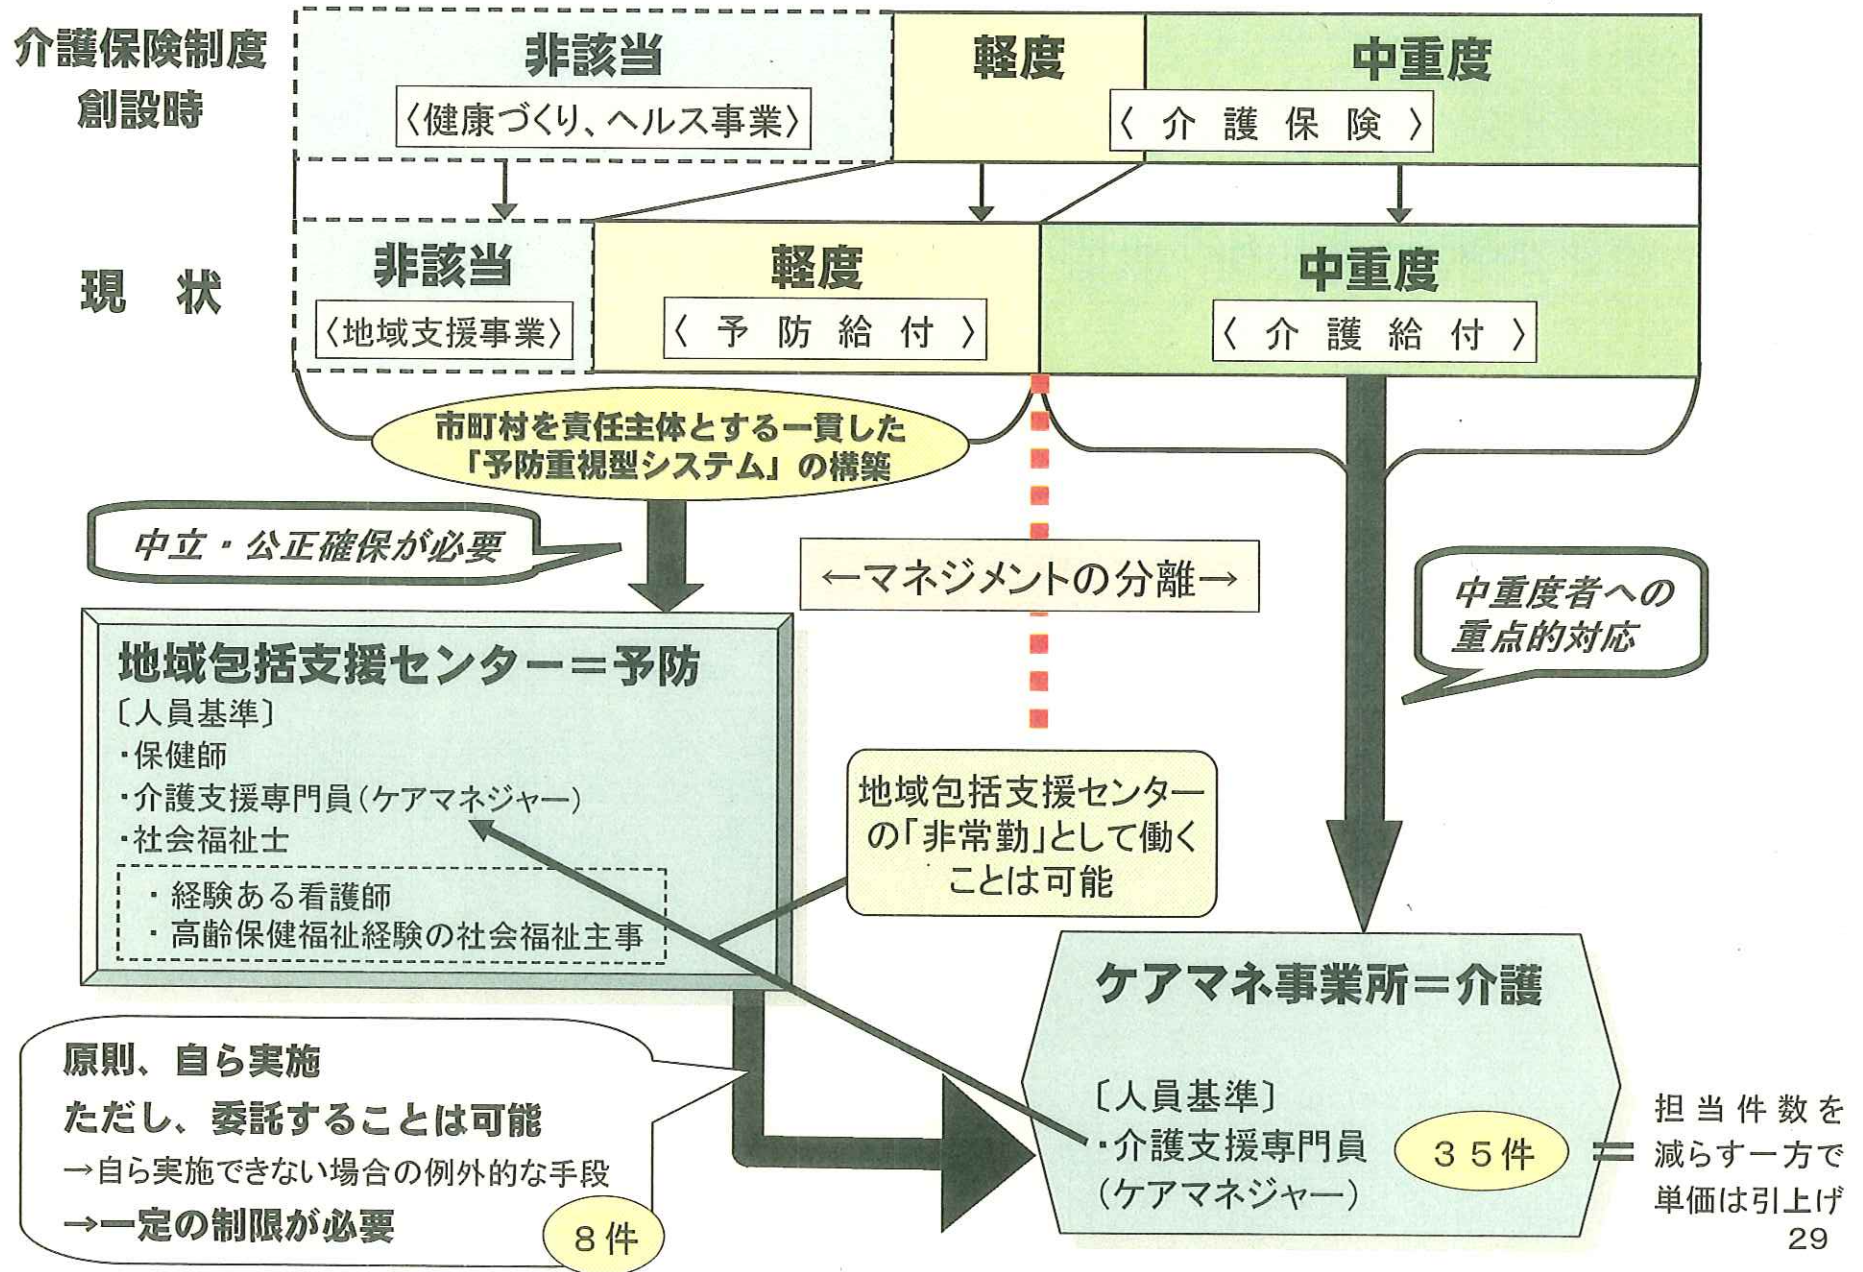 介護保険制度
創設時
非該当
〈健康づくり、ヘルス事業〉
軽度
中重度
〈 介 護 保 険 〉
現 状
非該当
〈地域支援事業〉
軽度
〈 予 防 給 付 〉
中重度
〈 介 護 給 付 〉
市町村を責任主体とする一貫した
「予防重視型システム」の構築
中立・公正確保が必要
←マネジメントの分離→
中重度者への
重点的対応
地域包括支援センター＝予防
〔人員基準〕
・保健師
・介護支援専門員(ケアマネジャー)
・社会福祉士
・経験ある看護師
・高齢保健福祉経験の社会福祉主事
地域包括支援センター
の「非常勤」として働く
ことは可能
原則、自ら実施
ただし、委託することは可能
→自ら実施できない場合の例外的な手段
→一定の制限が必要
８件
ケアマネ事業所＝介護
〔人員基準〕
・介護支援専門員
(ケアマネジャー)
３５件
＝
担当件数を
減らす一方で
単価は引上げ
29